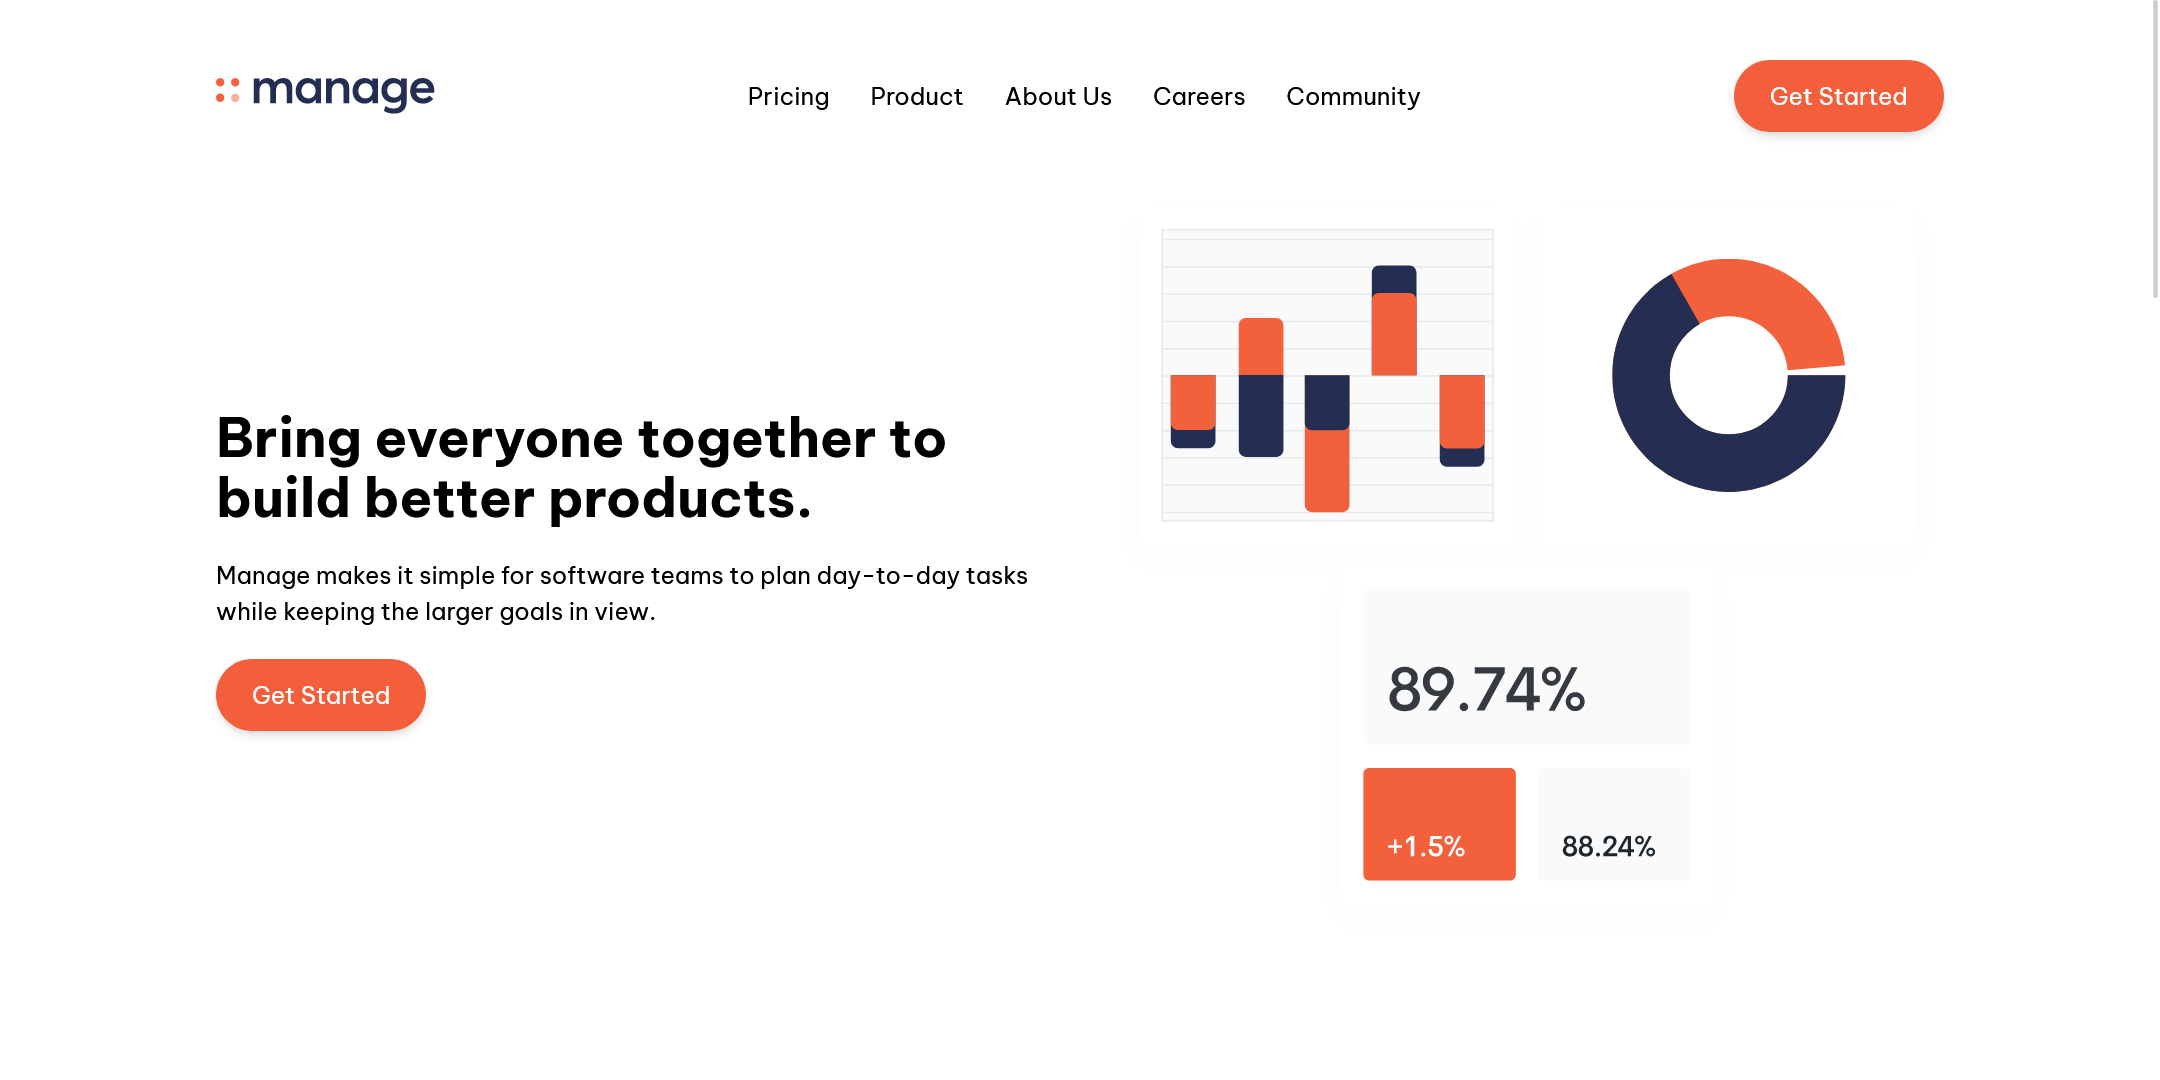 manage
Pricing Product About Us Careers Community
Get Started
Bring everyone together to
build better products.
Manage makes it simple for software teams to plan day-to-day tasks
while keeping the larger goals in view.
Get Started
89.74%
+1.5%
88.24%